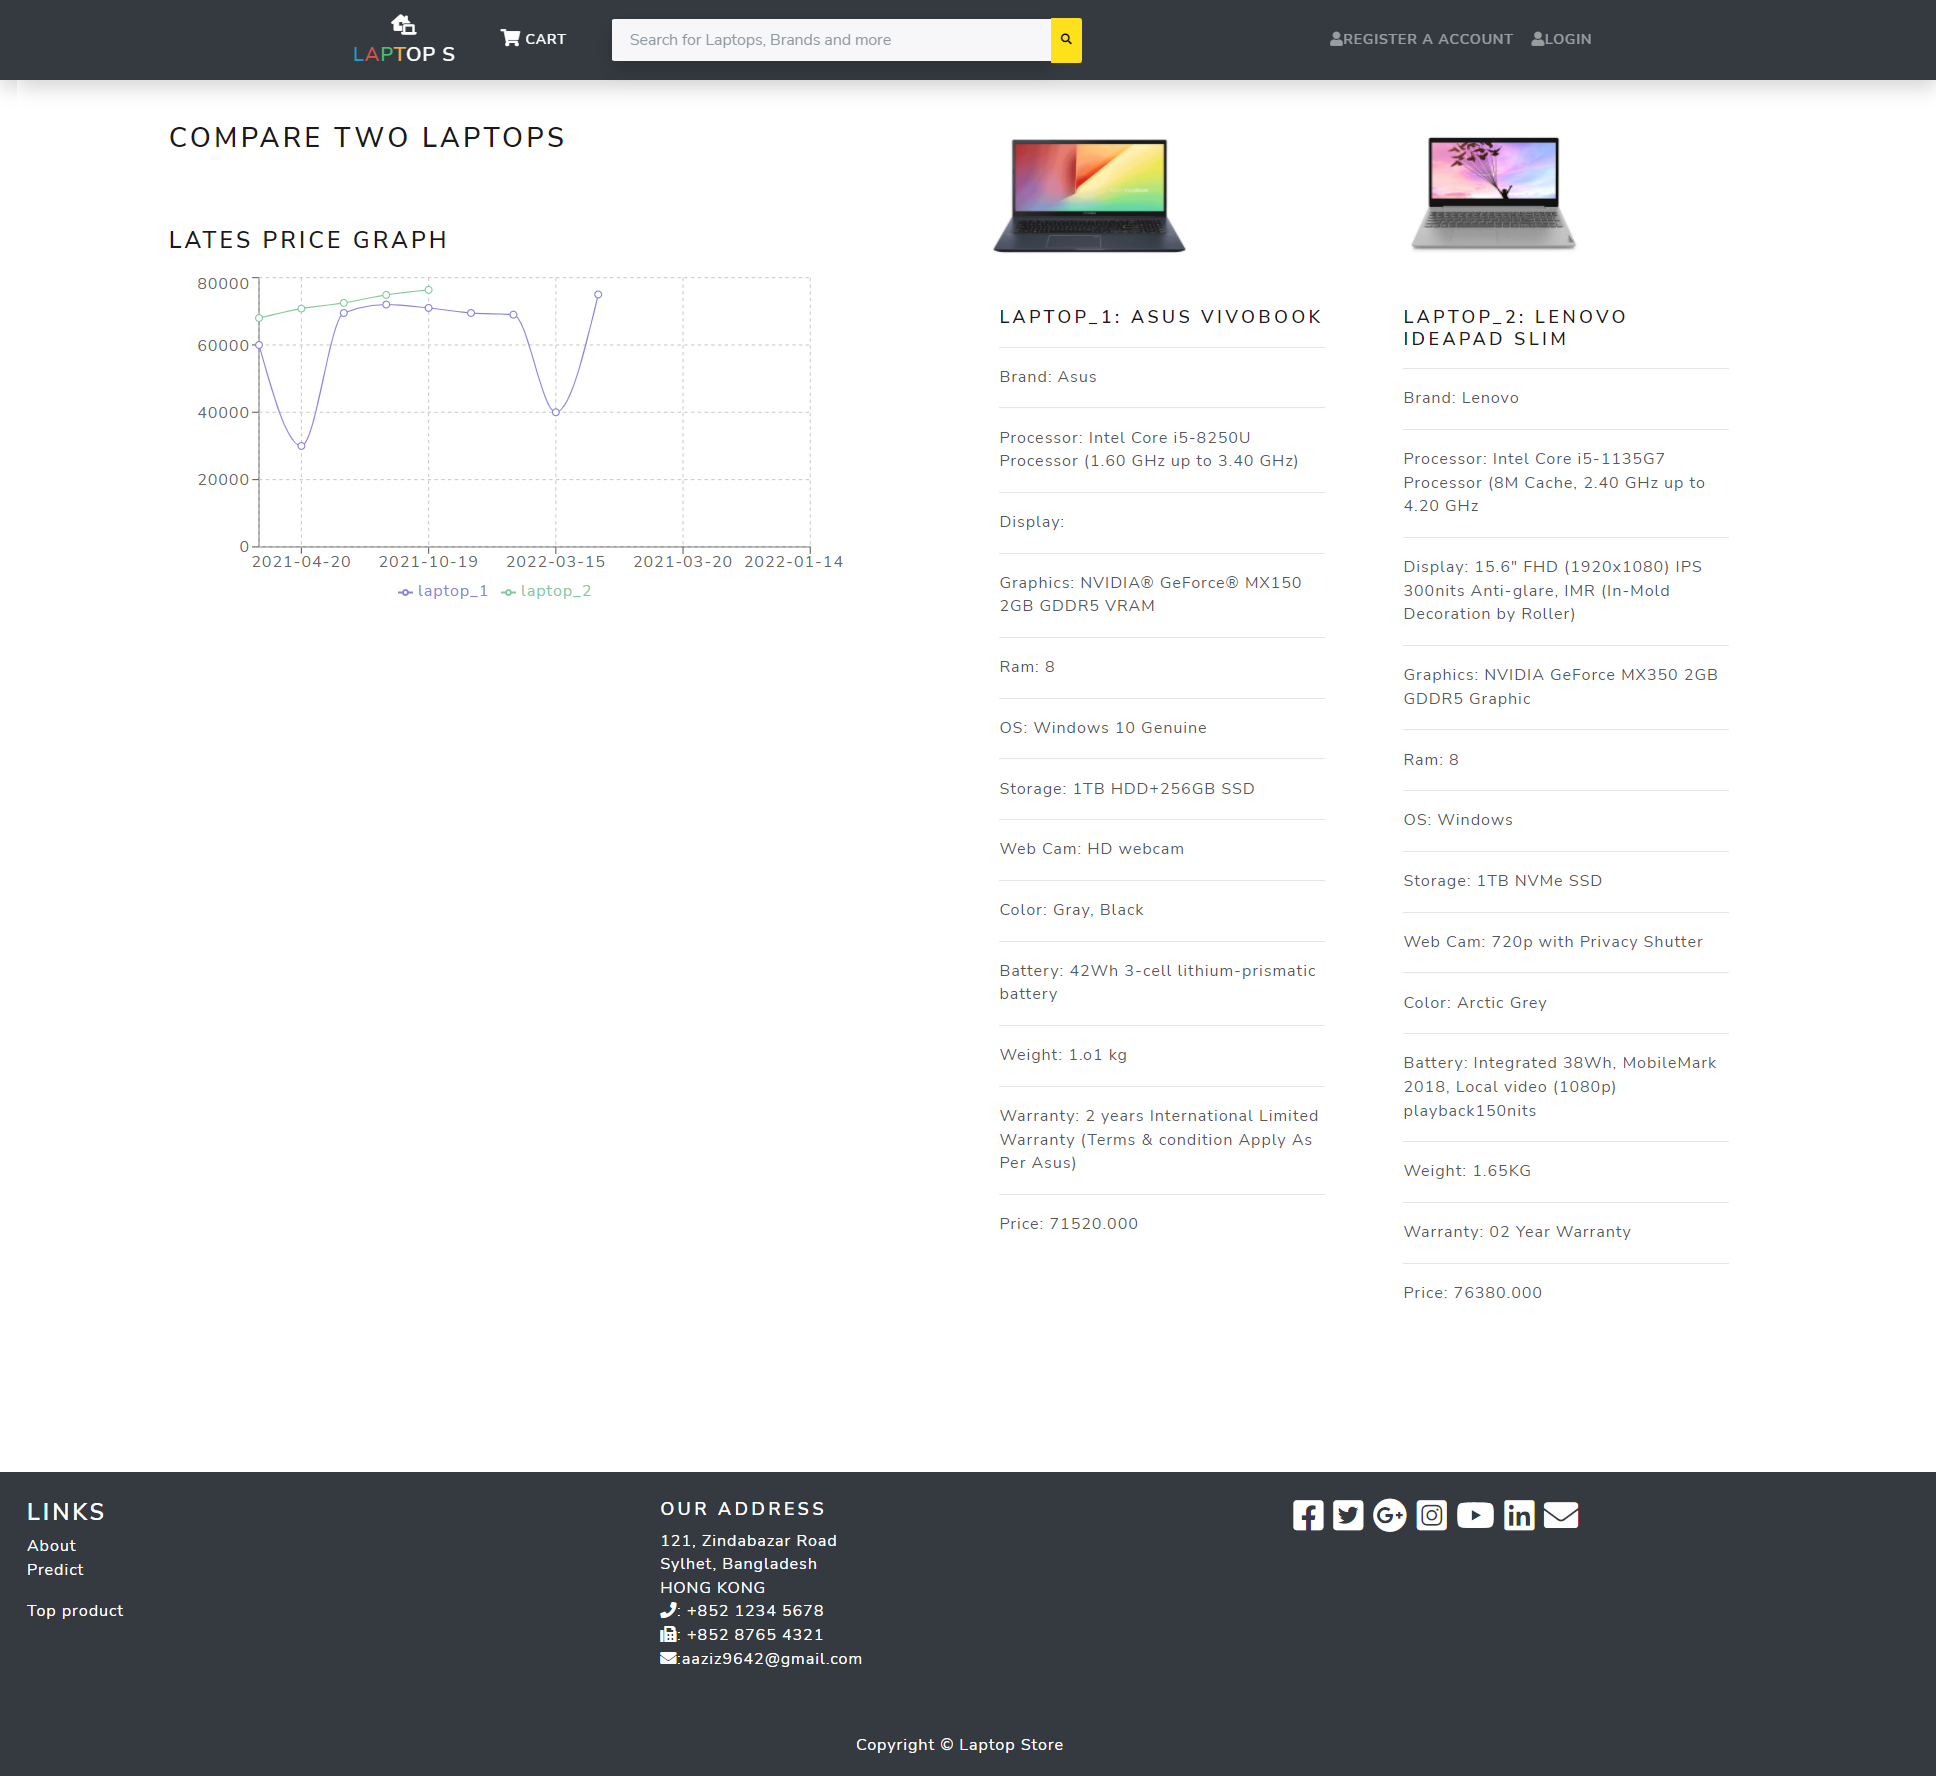 LAPTOP S
CART
Search for Laptops, Brands and more
REGISTER A ACCOUNT
LOGIN
COMPARE TWO LAPTOPS
LATES PRICE GRAPH
80000
60000
40000
20000
0
2021-04-20 2021-10-19 2022-03-15 2021-03-20 2022-01-14
laptop_1 laptop_2
LAPTOP_1: ASUS VIVOBOOK
Brand: Asus
Processor: Intel Core i5-8250U
Processor (1.60 GHz up to 3.40 GHz)
Display:
Graphics: NVIDIA® GeForce® MX150
2GB GDDR5 VRAM
Ram: 8
OS: Windows 10 Genuine
Storage: 1TB HDD+256GB SSD
Web Cam: HD webcam
Color: Gray, Black
Battery: 42Wh 3-cell lithium-prismatic
battery
Weight: 1.o1 kg
Warranty: 2 years International Limited
Warranty (Terms & condition Apply As
Per Asus)
Price: 71520.000
LAPTOP_2: LENOVO
IDEAPAD SLIM
Brand: Lenovo
Processor: Intel Core i5-1135G7
Processor (8M Cache, 2.40 GHz up to
4.20 GHz
Display: 15.6" FHD (1920x1080) IPS
300nits Anti-glare, IMR (In-Mold
Decoration by Roller)
Graphics: NVIDIA GeForce MX350 2GB
GDDR5 Graphic
Ram: 8
OS: Windows
Storage: 1TB NVMe SSD
Web Cam: 720p with Privacy Shutter
Color: Arctic Grey
Battery: Integrated 38Wh, MobileMark
2018, Local video (1080p)
playback150nits
Weight: 1.65KG
Warranty: 02 Year Warranty
Price: 76380.000
LINKS
About
Predict
Top product
OUR ADDRESS
121, Zindabazar Road
Sylhet, Bangladesh
HONG KONG
: +852 1234 5678
: +852 8765 4321
:aaziz9642@gmail.com
Copyright © Laptop Store